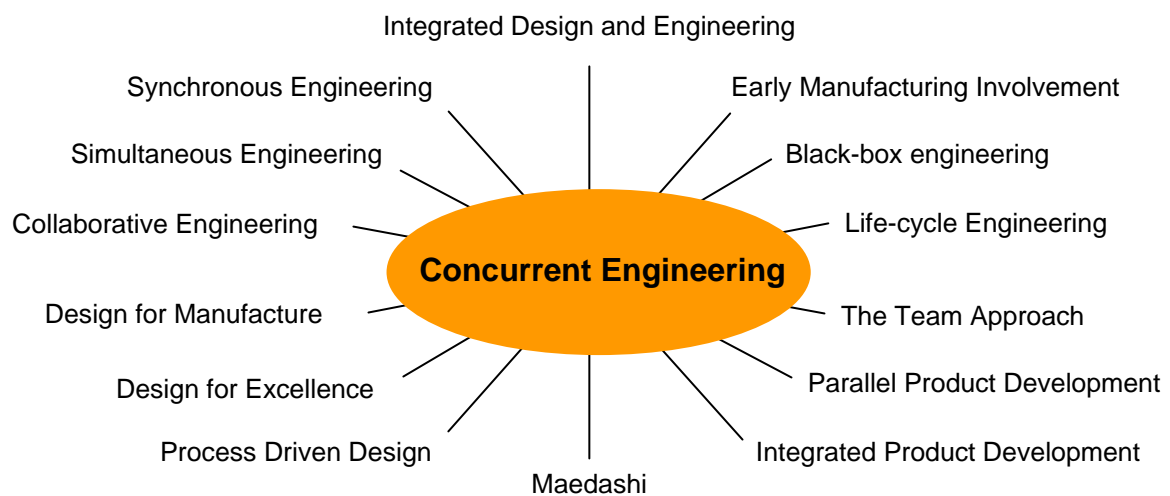 Integrated Design and Engineering
Synchronous Engineering
Early Manufacturing Involvement
Simultaneous Engineering
Black-box engineering
Collaborative Engineering
Life-cycle Engineering
Concurrent Engineering
Design for Manufacture
The Team Approach
Design for Excellence
Parallel Product Development
Process Driven Design
Integrated Product Development
Maedashi